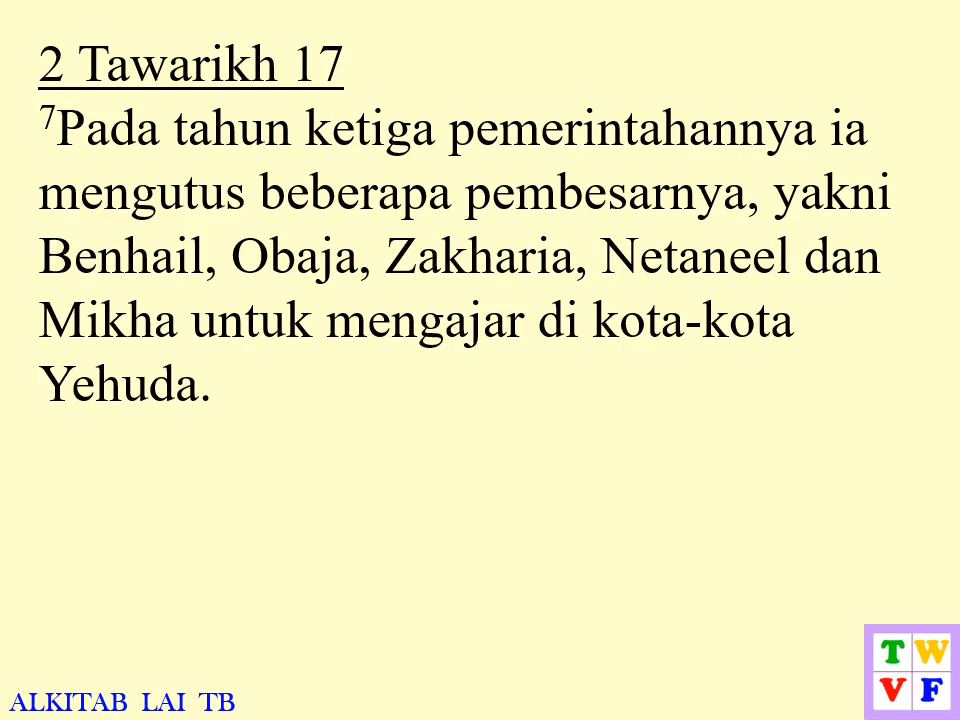 2 Tawarikh 17
⁷Pada tahun ketiga pemerintahannya ia
mengutus beberapa pembesarnya, yakni
Benhail, Obaja, Zakharia, Netaneel dan
Mikha untuk mengajar di kota-kota
Yehuda.
ALKITAB LAI TB
T W
V F